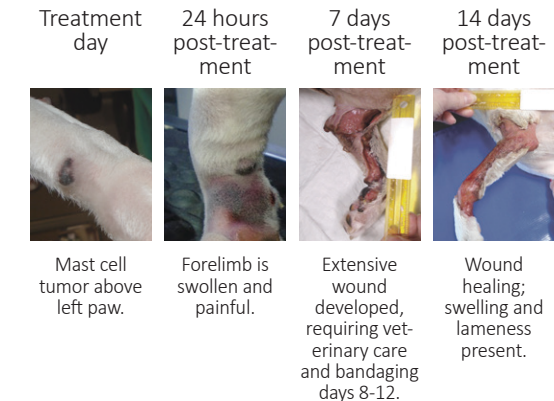 Treatment
day
24 hours
post-treat-
ment
7 days
post-treat-
ment
14 days
post-treat-
ment
Mast cell
tumor above
left paw.
Forelimb is
swollen and
painful.
Extensive
wound
developed,
requiring vet-
erinary care
and bandaging
days 8-12.
Wound
healing;
swelling and
lameness
present.